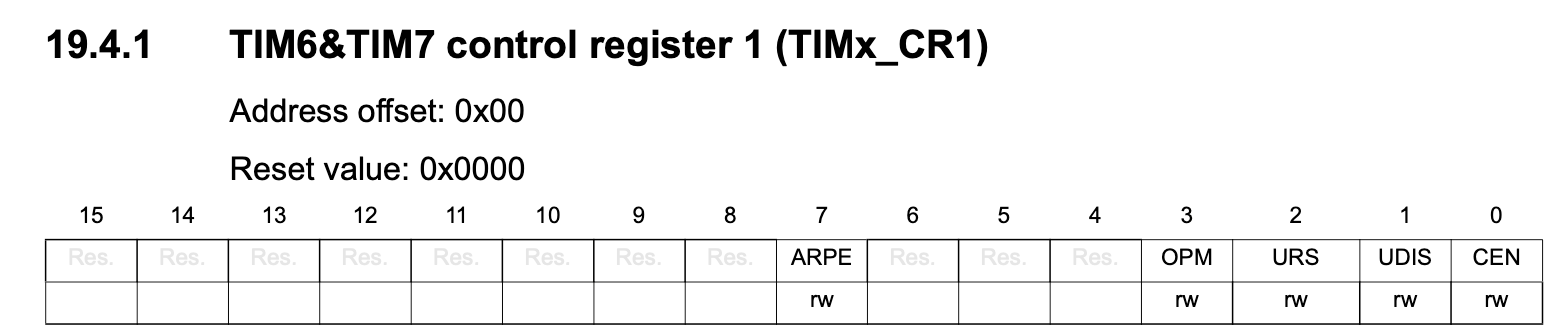 19.4.1 TIM6&TIM7 control register 1 (TIMx_CR1)
Address offset: 0x00
Reset value: 0x0000
15 14 13 12 11 10 9 8 7 6 5 4 3 2 1 0
Res. Res. Res. Res. Res. Res. Res. Res. ARPE Res. Res. Res. OPM URS UDIS CEN
rw rw rw rw rw